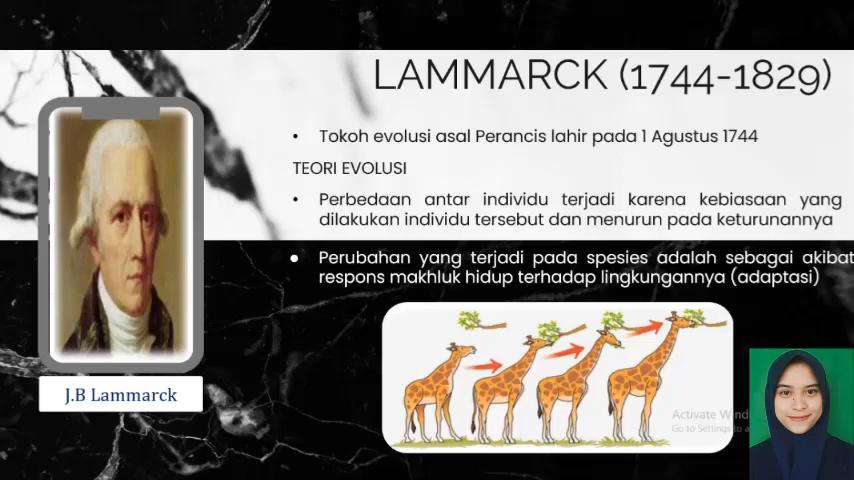 LAMMARCK (1744-1829)
• Tokoh evolusi asal Perancis lahir pada 1 Agustus 1744
TEORI EVOLUSI
• Perbedaan antar individu terjadi karena kebiasaan yang
dilakukan individu tersebut dan menurun pada keturunannya
• Perubahan yang terjadi pada spesies adalah sebagai akibat
respons makhluk hidup terhadap lingkungannya (adaptasi)
J.B Lammarck
Activate
Go to Settings to